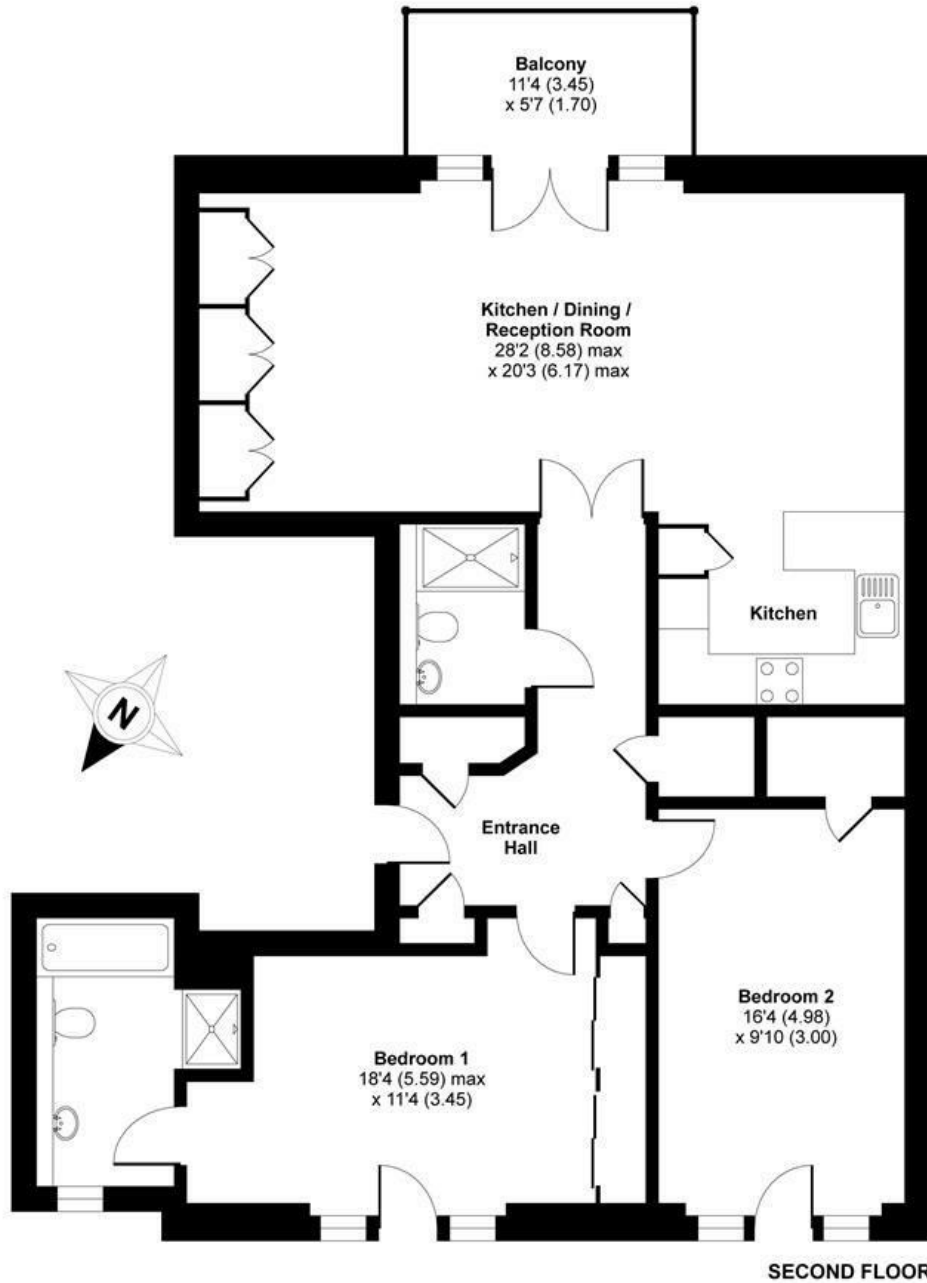 Balcony
11'4 (3.45)
x 5'7 (1.70)
Kitchen / Dining /
Reception Room
28'2 (8.58) max
x 20'3 (6.17) max
Kitchen
N
Entrance
Hall
Bedroom 2
16'4 (4.98)
x 9'10 (3.00)
Bedroom 1
18'4 (5.59) max
x 11'4 (3.45)
SECOND FLOOR